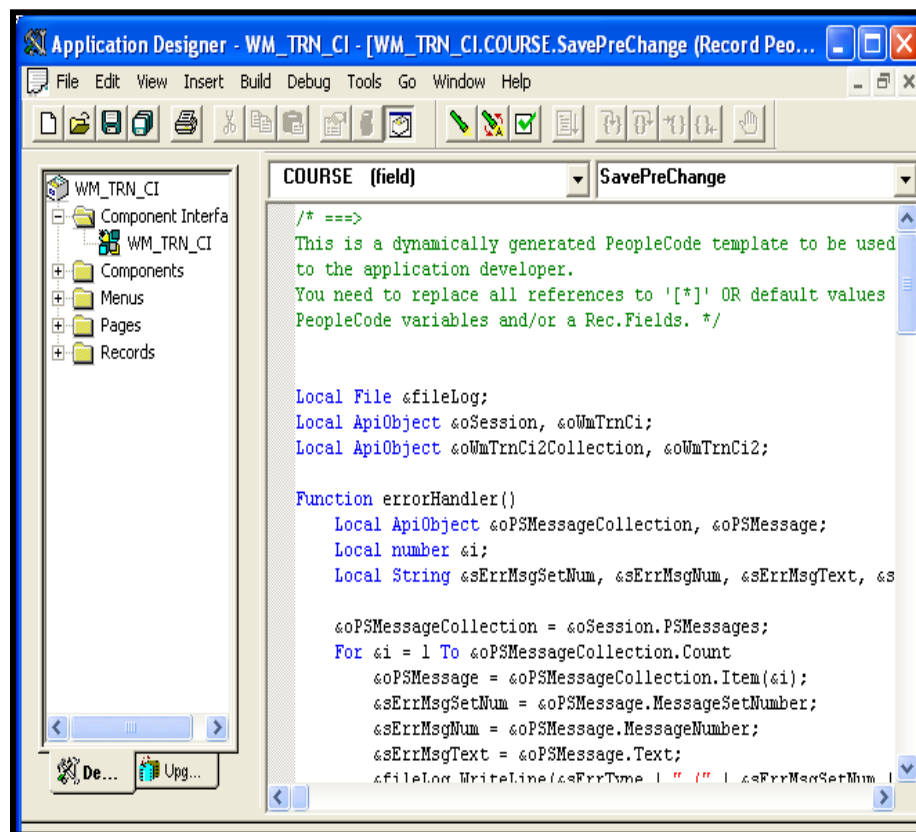 Application Designer - WM_TRN_CI - [WM_TRN_CI.COURSE.SavePreChange (Record Peo...
File Edit View Insert Build Debug Tools Go Window Help
WM_TRN_CI
Component Interfa
WM_TRN_CI
Components
Menus
Pages
Records
De...
Upg...
COURSE (field)
SavePreChange
/* ===>
This is a dynamically generated PeopleCode template to be used
to the application developer.
You need to replace all references to '[*]' OR default values
PeopleCode variables and/or a Rec.Fields. */
Local File &fileLog;
Local ApiObject &oSession, &oWmTrnCi;
Local ApiObject &oWmTrnCi2Collection, &oWmTrnCi2;
Function errorHandler()
Local ApiObject &oPSMessageCollection, &oPSMessage;
Local number &i;
Local String &sErrMsgSetNum, &sErrMsgNum, &sErrMsgText, &s
&oPSMessageCollection = &oSession.PSMessages;
For &i = 1 To &oPSMessageCollection.Count
&oPSMessage = &oPSMessageCollection.Item(&i);
&sErrMsgSetNum = &oPSMessage.MessageSetNumber;
&sErrMsgNum = &oPSMessage.MessageNumber;
&sErrMsgText = &oPSMessage.Text;
&fileLog.WriteLine(&sErrType | " (" | &sErrMsgSetNum |